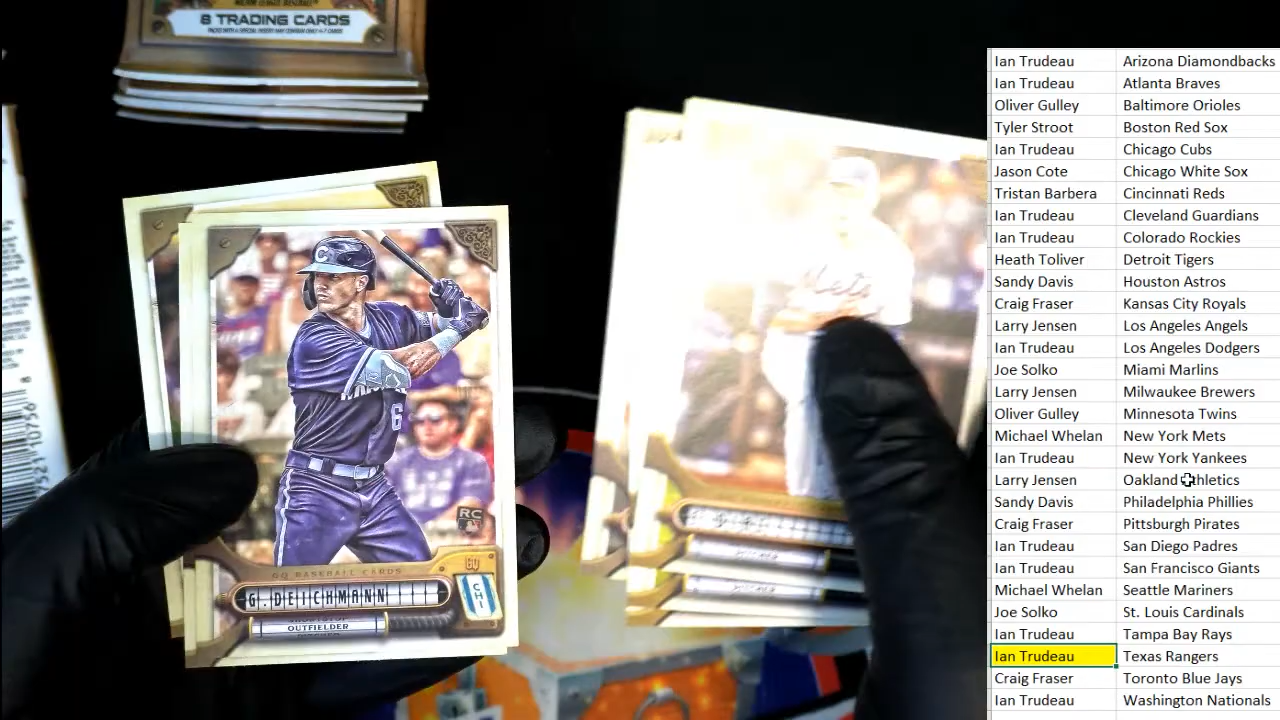 8 TRADING CARDS
6
RC
GQ BASEBALL CARDS
GQ
G. DEICHMANN
CHI
OUTFIELDER
Mets
PITCHER
PITCHER
Ian Trudeau Arizona Diamondbacks
Ian Trudeau Atlanta Braves
Oliver Gulley Baltimore Orioles
Tyler Stroot Boston Red Sox
Ian Trudeau Chicago Cubs
Jason Cote Chicago White Sox
Tristan Barbera Cincinnati Reds
Ian Trudeau Cleveland Guardians
Ian Trudeau Colorado Rockies
Heath Toliver Detroit Tigers
Sandy Davis Houston Astros
Craig Fraser Kansas City Royals
Larry Jensen Los Angeles Angels
Ian Trudeau Los Angeles Dodgers
Joe Solko Miami Marlins
Larry Jensen Milwaukee Brewers
Oliver Gulley Minnesota Twins
Michael Whelan New York Mets
Ian Trudeau New York Yankees
Larry Jensen Oakland Athletics
Sandy Davis Philadelphia Phillies
Craig Fraser Pittsburgh Pirates
Ian Trudeau San Diego Padres
Ian Trudeau San Francisco Giants
Michael Whelan Seattle Mariners
Joe Solko St. Louis Cardinals
Ian Trudeau Tampa Bay Rays
Ian Trudeau Texas Rangers
Craig Fraser Toronto Blue Jays
Ian Trudeau Washington Nationals